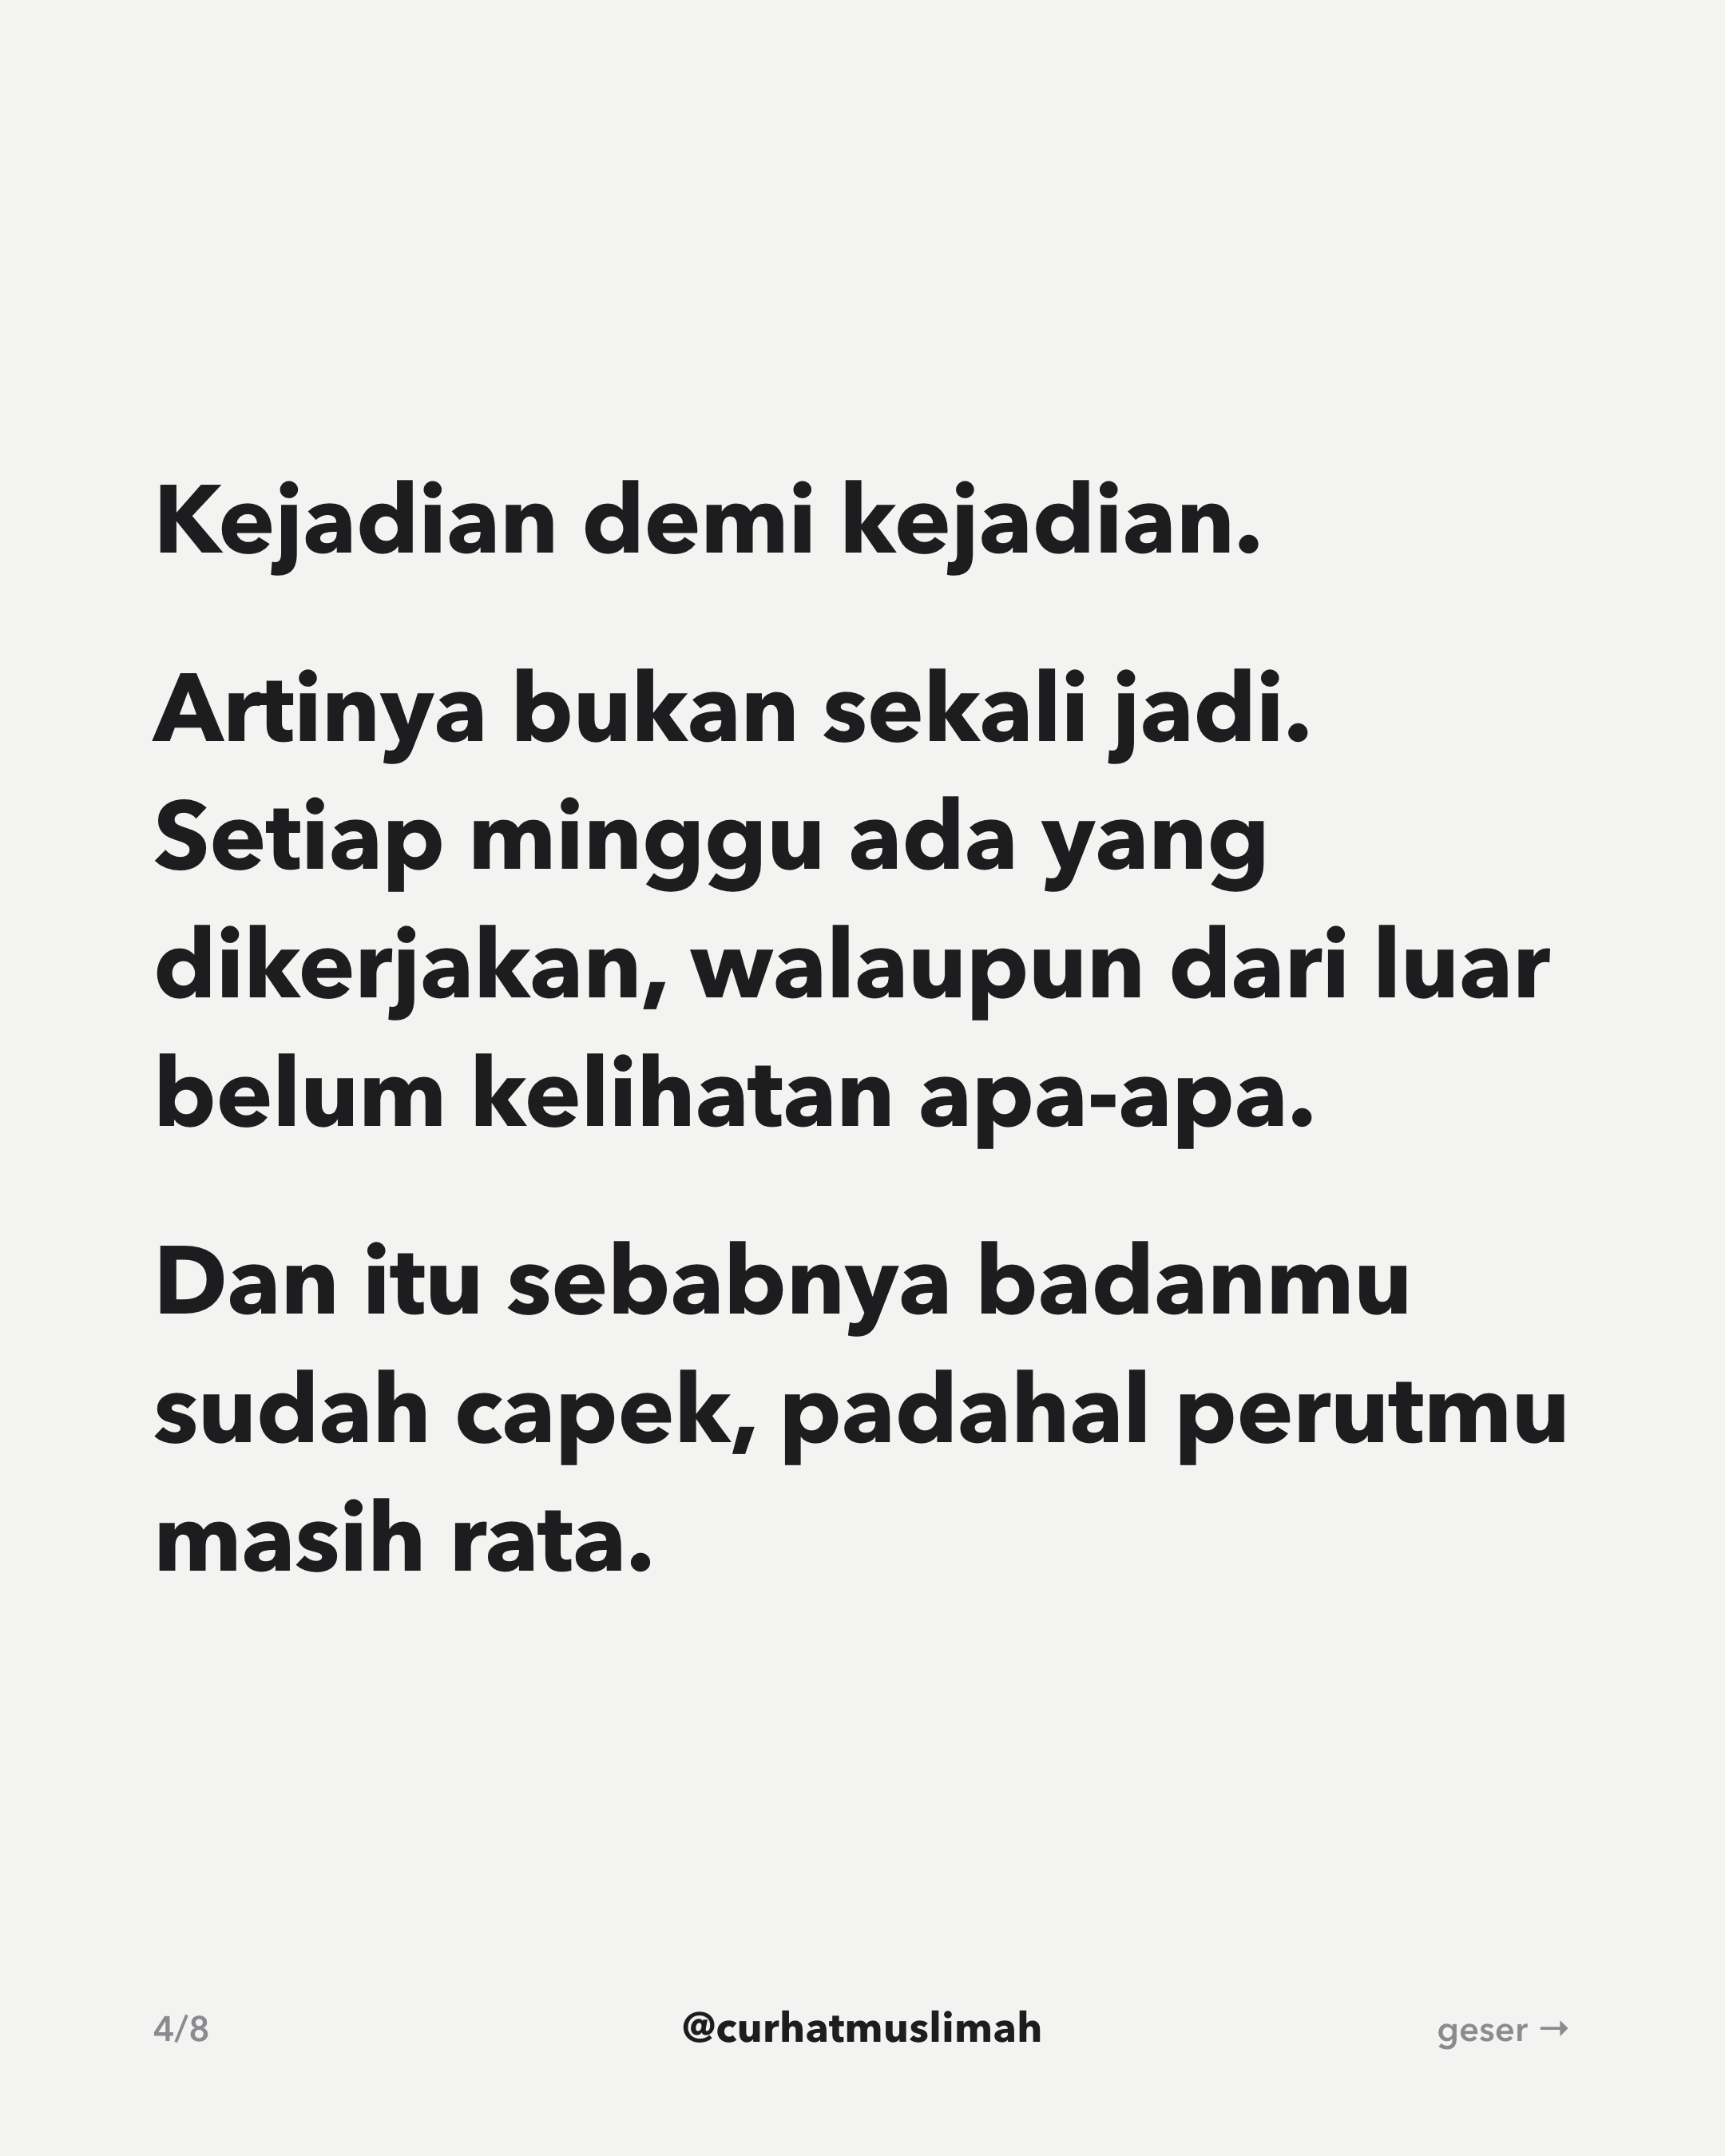 Kejadian demi kejadian.
Artinya bukan sekali jadi.
Setiap minggu ada yang
dikerjakan, walaupun dari luar
belum kelihatan apa-apa.
Dan itu sebabnya badanmu
sudah capek, padahal perutmu
masih rata.
4/8
@curhatmuslimah
geser →